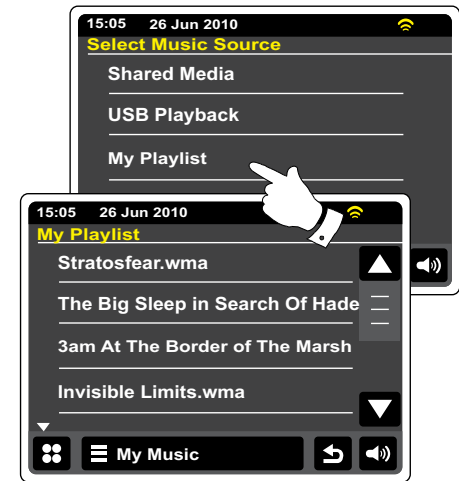 15:05 26 Jun 2010
Select Music Source
Shared Media
USB Playback
My Playlist
15:05 26 Jun 2010
My Playlist
Stratosfear.wma
The Big Sleep in Search Of Hade
3am At The Border of The Marsh
Invisible Limits.wma
My Music